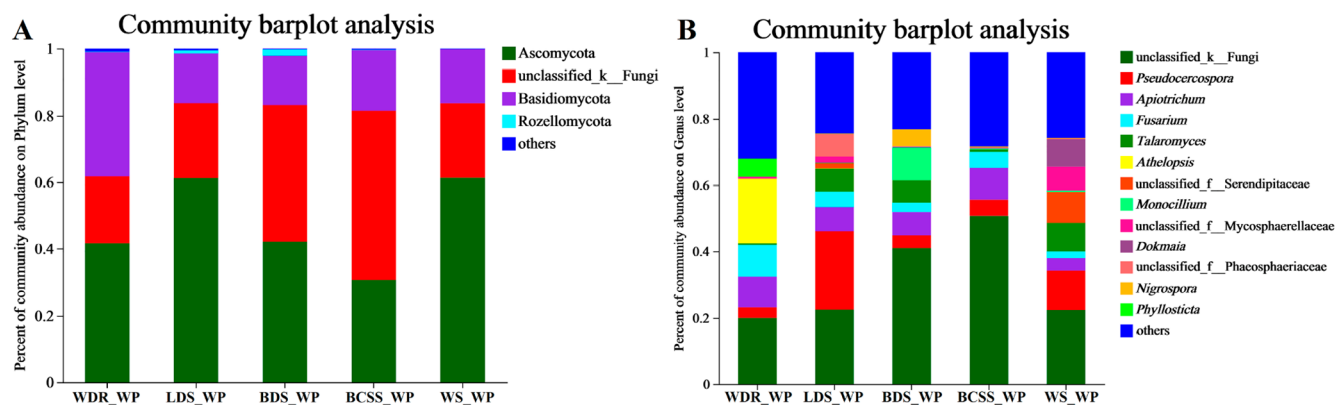 A
Community barplot analysis
Percent of community abundance on Phylum level
1
0.8
0.6
0.4
0.2
0
WDR_WP
LDS_WP
BDS_WP
BCSS_WP
WS_WP
Ascomycota
unclassified_k__Fungi
Basidiomycota
Rozellomycota
others
B
Community barplot analysis
Percent of community abundance on Genus level
1
0.8
0.6
0.4
0.2
0
WDR_WP
LDS_WP
BDS_WP
BCSS_WP
WS_WP
unclassified_k__Fungi
Pseudocercospora
Apiotrichum
Fusarium
Talaromyces
Athelopsis
unclassified_f__Serendipitaceae
Monocillium
unclassified_f__Mycosphaerellaceae
Dokmaia
unclassified_f__Phaeosphaeriaceae
Nigrospora
Phyllosticta
others